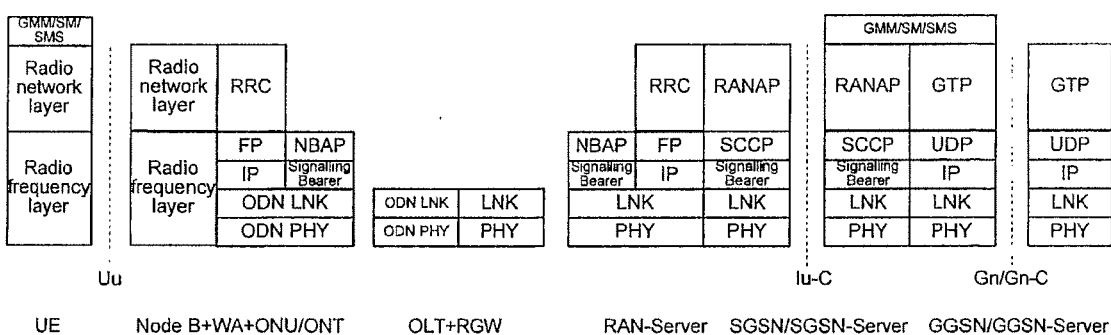 GMM/SM/
SMS
Radio
network
layer
Radio
frequency
layer
Radio
network
layer
RRC
Radio
frequency
layer
FP
NBAP
IP
Signalling
Bearer
ODN LNK
ODN PHY
ODN LNK
LNK
ODN PHY
PHY
RRC
RANAP
NBAP
FP
SCCP
Signaling
Bearer
IP
Signalling
Bearer
LNK
LNK
PHY
PHY
GMM/SM/SMS
RANAP
GTP
SCCP
UDP
Signalling
Bearer
IP
LNK
LNK
PHY
PHY
GTP
UDP
IP
LNK
PHY
Uu
Iu-C
Gn/Gn-C
UE
Node B+WA+ONU/ONT
OLT+RGW
RAN-Server
SGSN/SGSN-Server
GGSN/GGSN-Server